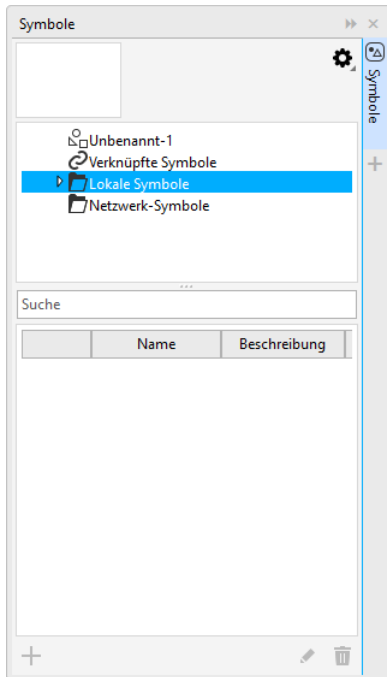 Symbole
Symbole
Unbenannt-1
Verknüpfte Symbole
Lokale Symbole
Netzwerk-Symbole
Suche
Name Beschreibung